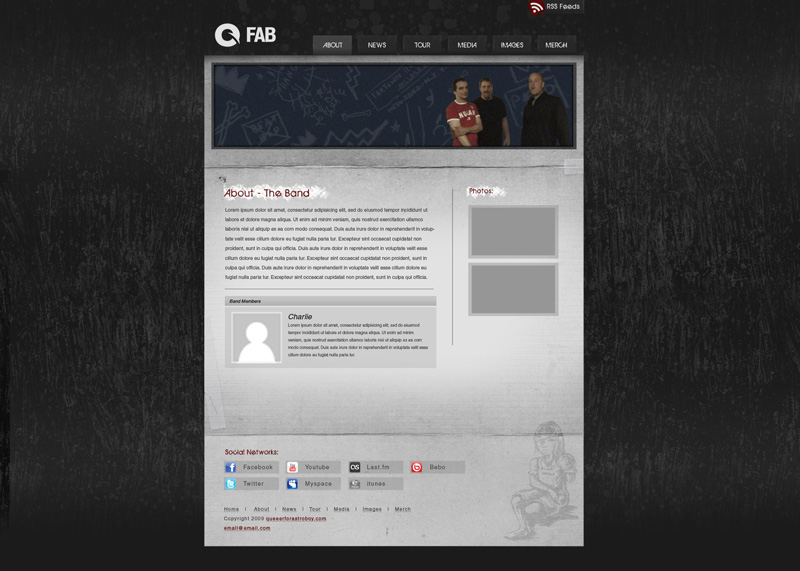 RSS Feeds
FAB
ABOUT NEWS TOUR MEDIA IMAGES MERCH
About - The Band
Lorem ipsum dolor sit amet, consectetur adipisicing elit, sed do eiusmod tempor incididunt ut
labore et dolore magna aliqua. Ut enim ad minim veniam, quis nostrud exercitation ullamco
laboris nisi ut aliquip ex ea com modo consequat. Duis aute irure dolor in reprehenderit in volup-
tate velit esse cillum dolore eu fugiat nulla paria tur. Excepteur sint occaecat cupidatat non
proident, sunt in culpa qui officia. Duis aute irure dolor in reprehenderit in voluptate velit esse
cillum dolore eu fugiat nulla paria tur. Excepteur sint occaecat cupidatat non proident, sunt in
culpa qui officia. Duis aute irure dolor in reprehenderit in voluptate velit esse cillum dolore eu
fugiat nulla paria tur. Excepteur sint occaecat cupidatat non proident, sunt in culpa qui officia.
Photos:
Band Members
Charlie
Lorem ipsum dolor sit amet, consectetur adipisicing elit, sed do eiusmod
tempor incididunt ut labore et dolore magna aliqua. Ut enim ad minim
veniam, quis nostrud exercitation ullamco laboris nisi ut aliquip ex ea com
modo consequat. Duis aute irure dolor in reprehenderit in voluptate velit esse
cillum dolore eu fugiat nulla paria tur.
Social Networks:
Facebook Youtube Last.fm Bebo
Twitter Myspace itunes
Home | About | News | Tour | Media | Images | Merch
Copyright 2009 queeerforastroboy.com
email@email.com